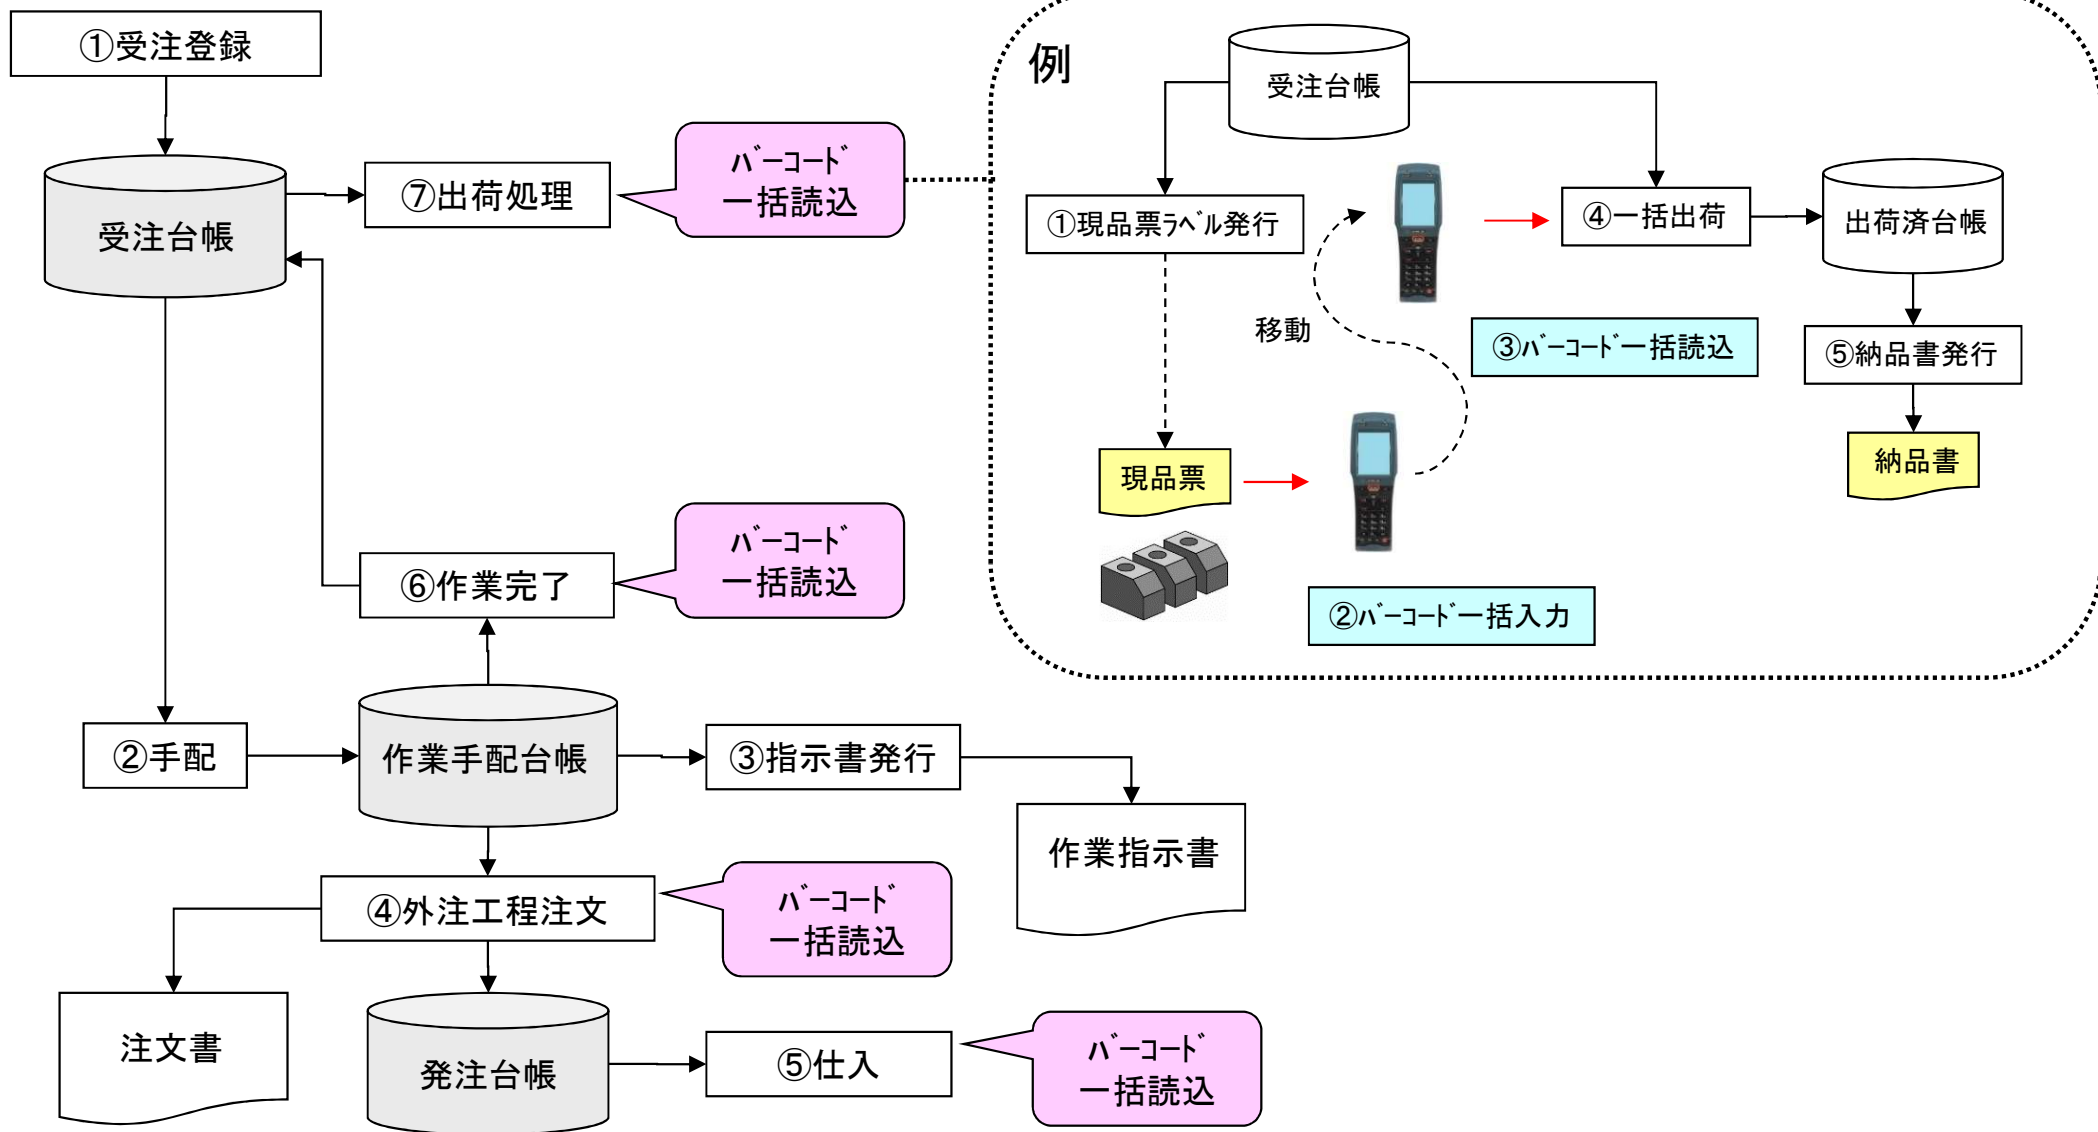 ①受注登録
受注台帳
⑦出荷処理
ﾊﾞｰｺｰﾄﾞ
一括読込
⑥作業完了
ﾊﾞｰｺｰﾄﾞ
一括読込
②手配
作業手配台帳
③指示書発行
作業指示書
④外注工程注文
ﾊﾞｰｺｰﾄﾞ
一括読込
注文書
発注台帳
⑤仕入
ﾊﾞｰｺｰﾄﾞ
一括読込
例
受注台帳
①現品票ﾗﾍﾞﾙ発行
④一括出荷
出荷済台帳
移動
③ﾊﾞｰｺｰﾄﾞ一括読込
⑤納品書発行
現品票
納品書
②ﾊﾞｰｺｰﾄﾞ一括入力